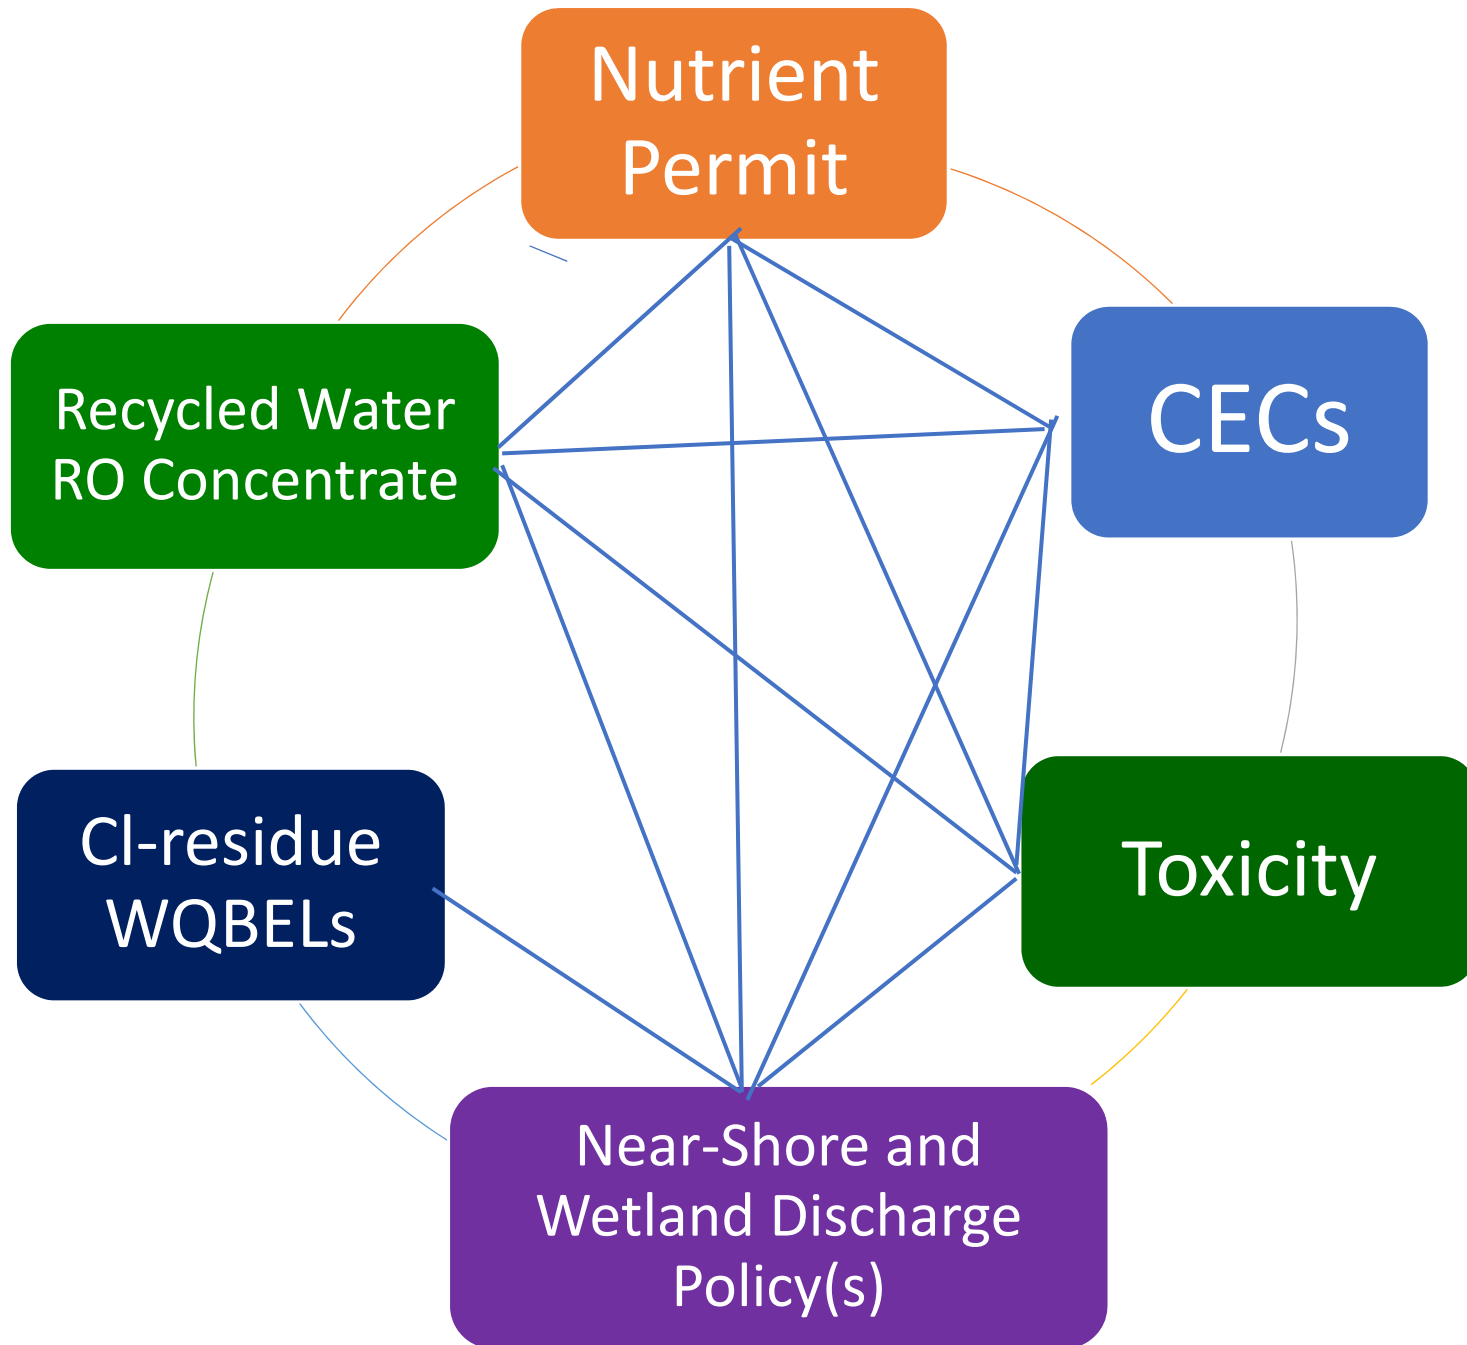 Nutrient
Permit
Recycled Water
RO Concentrate
CECs
Cl-residue
WQBELs
Toxicity
Near-Shore and
Wetland Discharge
Policy(s)